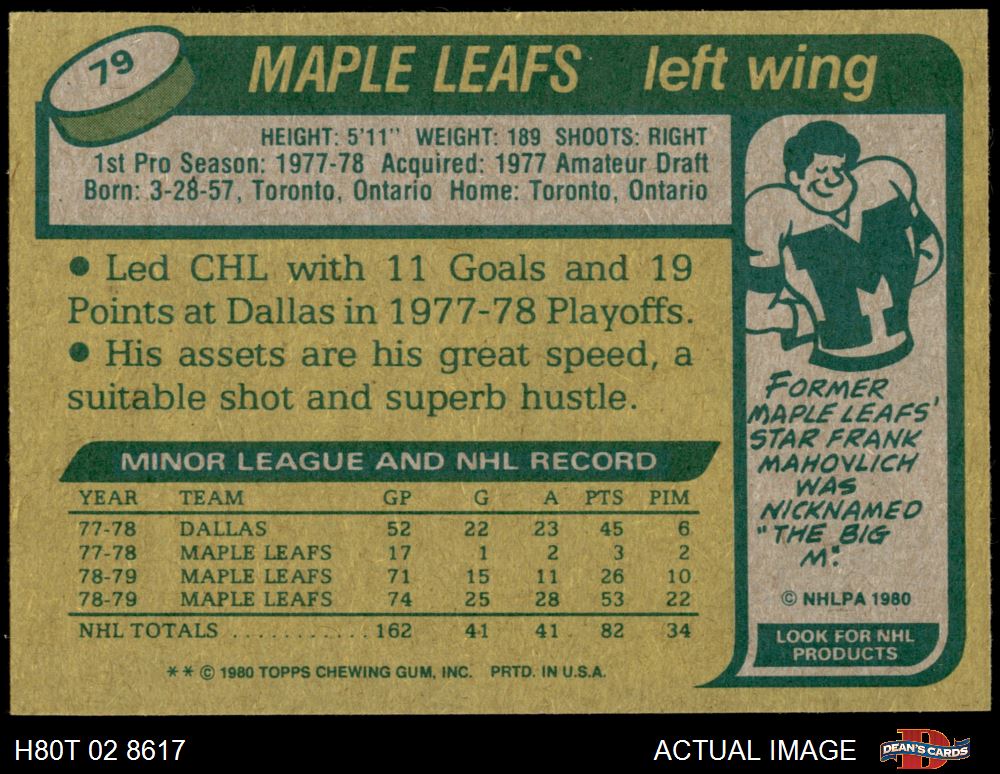 79
MAPLE LEAFS left wing
HEIGHT: 5'11" WEIGHT: 189 SHOOTS: RIGHT
1st Pro Season: 1977-78 Acquired: 1977 Amateur Draft
Born: 3-28-57, Toronto, Ontario Home: Toronto, Ontario
● Led CHL with 11 Goals and 19
Points at Dallas in 1977-78 Playoffs.
● His assets are his great speed, a
suitable shot and superb hustle.
MINOR LEAGUE AND NHL RECORD
YEAR TEAM GP G A PTS PIM
77-78 DALLAS 52 22 23 45 6
77-78 MAPLE LEAFS 17 1 2 3 2
78-79 MAPLE LEAFS 71 15 11 26 10
78-79 MAPLE LEAFS 74 25 28 53 22
NHL TOTALS . . . . . . . . . . . 162 41 41 82 34
** © 1980 TOPPS CHEWING GUM, INC. PRTD. IN U.S.A.
M
FORMER
MAPLE LEAFS'
STAR FRANK
MAHOVLICH
WAS
NICKNAMED
"THE BIG
M".
© NHLPA 1980
LOOK FOR NHL
PRODUCTS
H80T 02 8617
ACTUAL IMAGE
D
DEAN'S CARDS